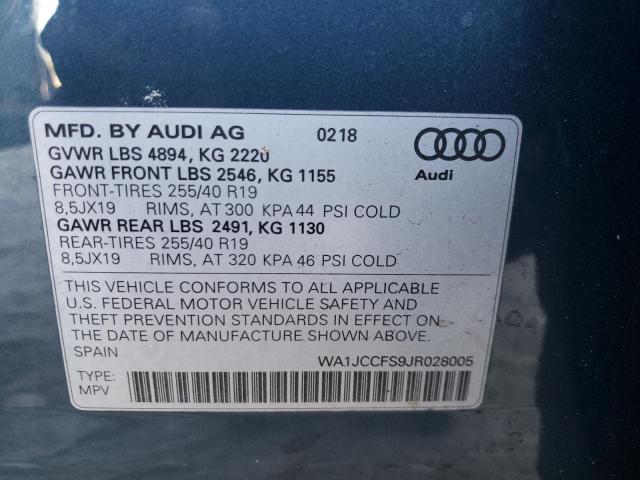 MFD. BY AUDI AG 0218
GVWR LBS 4894, KG 2220
GAWR FRONT LBS 2546, KG 1155
FRONT-TIRES 255/40 R19
8,5JX19 RIMS, AT 300 KPA 44 PSI COLD
GAWR REAR LBS 2491, KG 1130
REAR-TIRES 255/40 R19
8,5JX19 RIMS, AT 320 KPA 46 PSI COLD
Audi
THIS VEHICLE CONFORMS TO ALL APPLICABLE
U.S. FEDERAL MOTOR VEHICLE SAFETY AND
THEFT PREVENTION STANDARDS IN EFFECT ON
THE DATE OF MANUFACTURE SHOWN ABOVE.
SPAIN WA1JCCFS9JR028005
TYPE:
MPV